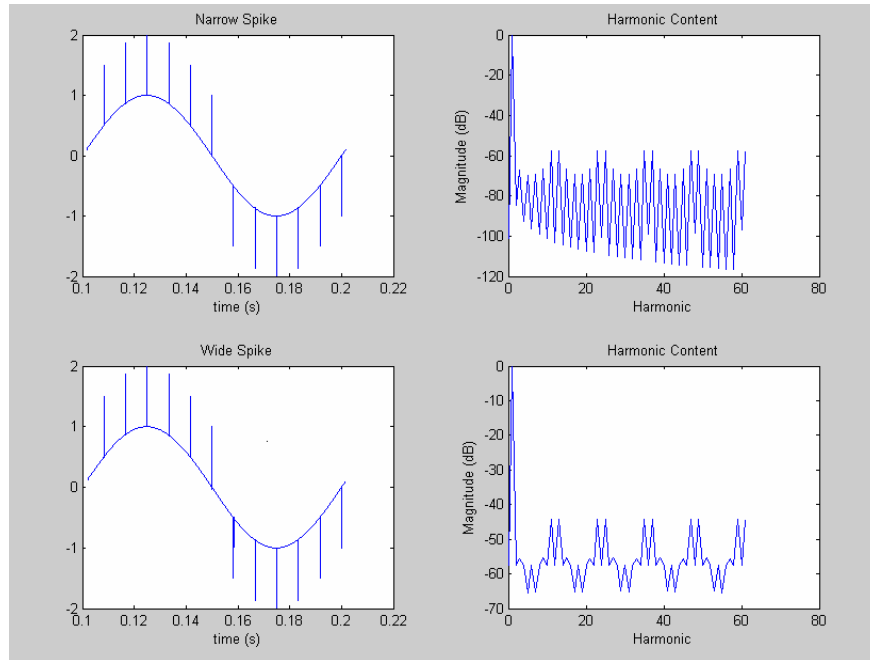 Narrow Spike
2
1
0
-1
-2
0.1 0.12 0.14 0.16 0.18 0.2 0.22
time (s)
Harmonic Content
Magnitude (dB)
0
-20
-40
-60
-80
-100
-120
0 20 40 60 80
Harmonic
Wide Spike
2
1
0
-1
-2
0.1 0.12 0.14 0.16 0.18 0.2 0.22
time (s)
Harmonic Content
Magnitude (dB)
0
-10
-20
-30
-40
-50
-60
-70
0 20 40 60 80
Harmonic